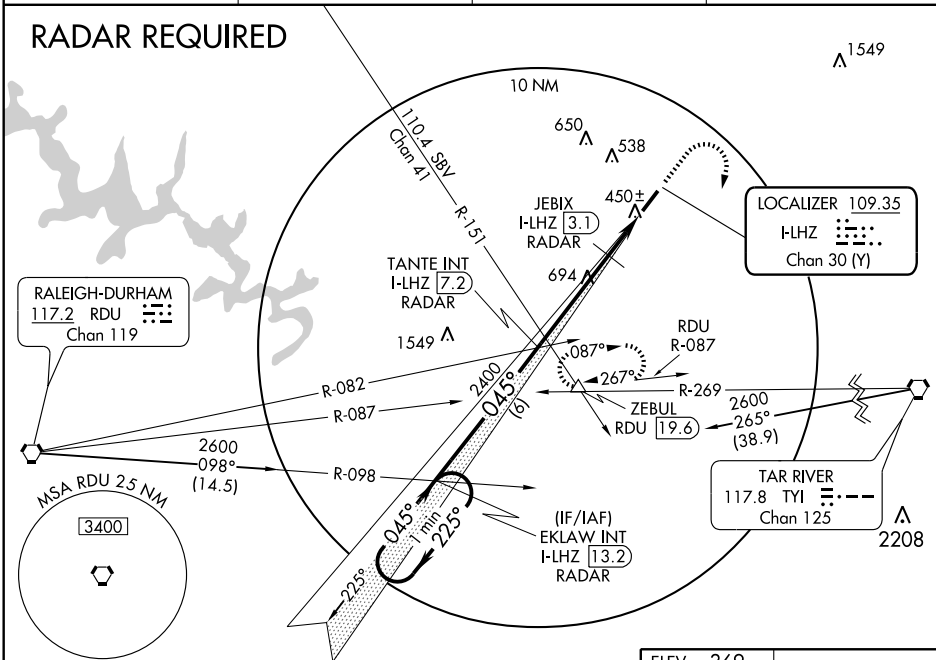 RADAR REQUIRED
1549
10 NM
110.4 SBV
Chan 41
R-151
650
538
450±
JEBIX
I-LHZ 3.1
RADAR
LOCALIZER 109.35
I-LHZ
Chan 30 (Y)
TANTE INT
I-LHZ 7.2
RADAR
694
RALEIGH-DURHAM
117.2 RDU
Chan 119
1549
RDU
R-087
087°
267°
R-082
R-087
2400
045°
(6)
R-269
ZEBUL
RDU 19.6
2600
265°
(38.9)
2600
098°
(14.5)
R-098
TAR RIVER
117.8 TYI
Chan 125
2208
MSA RDU 25 NM
3400
045°
1 min
225°
225°
(IF/IAF)
EKLAW INT
I-LHZ 13.2
RADAR
ELEV 369